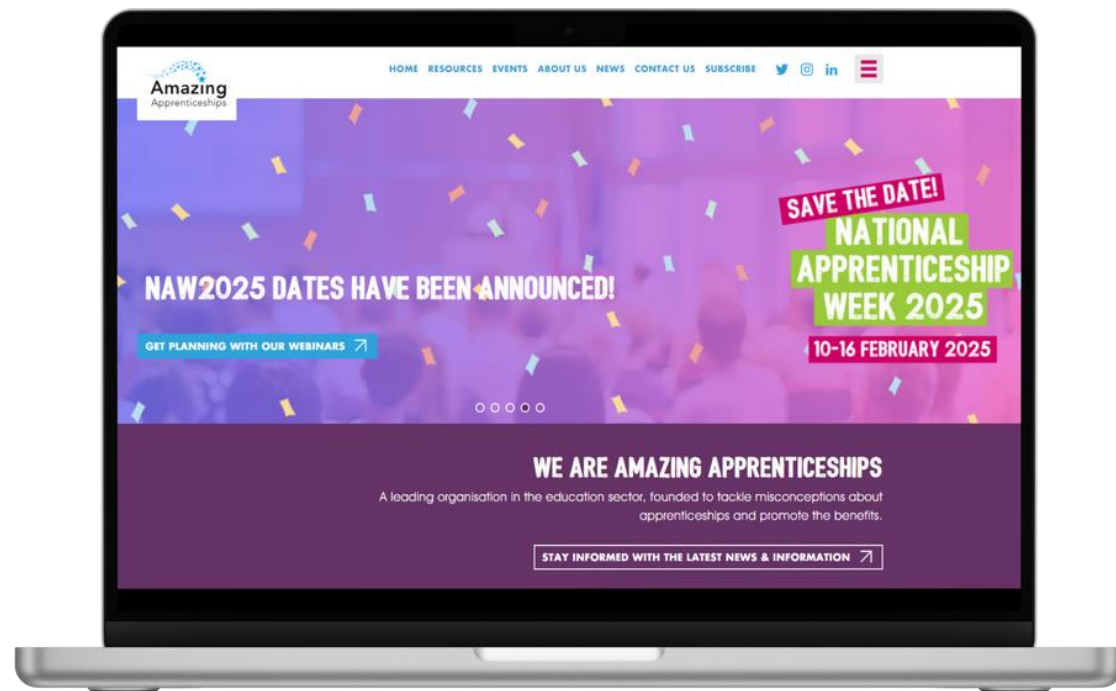 Amazing
Apprenticeships
HOME RESOURCES EVENTS ABOUT US NEWS CONTACT US SUBSCRIBE
SAVE THE DATE!
NATIONAL
APPRENTICESHIP
WEEK 2025
10-16 FEBRUARY 2025
NAW2025 DATES HAVE BEEN ANNOUNCED!
GET PLANNING WITH OUR WEBINARS
WE ARE AMAZING APPRENTICESHIPS
A leading organisation in the education sector, founded to tackle misconceptions about
apprenticeships and promote the benefits.
STAY INFORMED WITH THE LATEST NEWS & INFORMATION